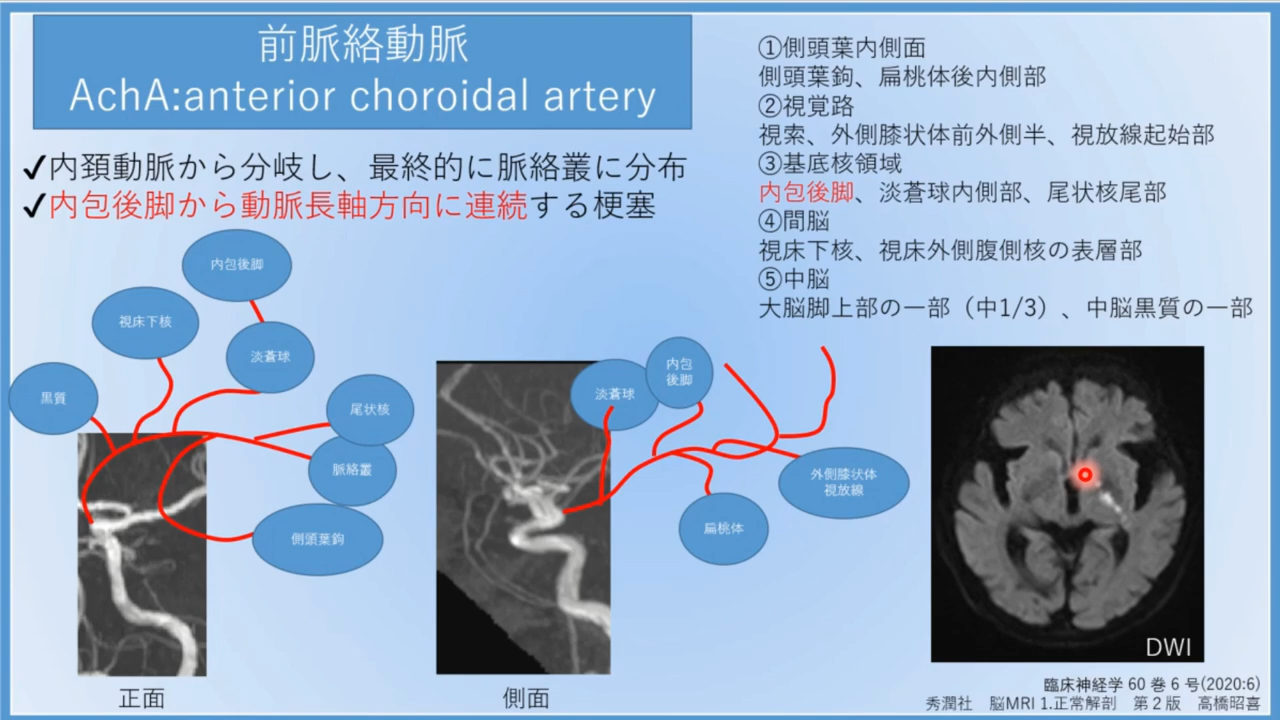 前脈絡動脈
AchA:anterior choroidal artery
✓内頚動脈から分岐し、最終的に脈絡叢に分布
✓内包後脚から動脈長軸方向に連続する梗塞
①側頭葉内側面
側頭葉鈎、扁桃体後内側部
②視覚路
視索、外側膝状体前外側半、視放線起始部
③基底核領域
内包後脚、淡蒼球内側部、尾状核尾部
④間脳
視床下核、視床外側腹側核の表層部
⑤中脳
大脳脚上部の一部（中1/3）、中脳黒質の一部
内包後脚
視床下核
淡蒼球
黒質
尾状核
脈絡叢
側頭葉鈎
正面
淡蒼球
内包
後脚
外側膝状体
視放線
扁桃体
側面
DWI
臨床神経学 60 巻 6 号(2020:6)
秀潤社　脳MRI 1.正常解剖　第２版　高橋昭喜